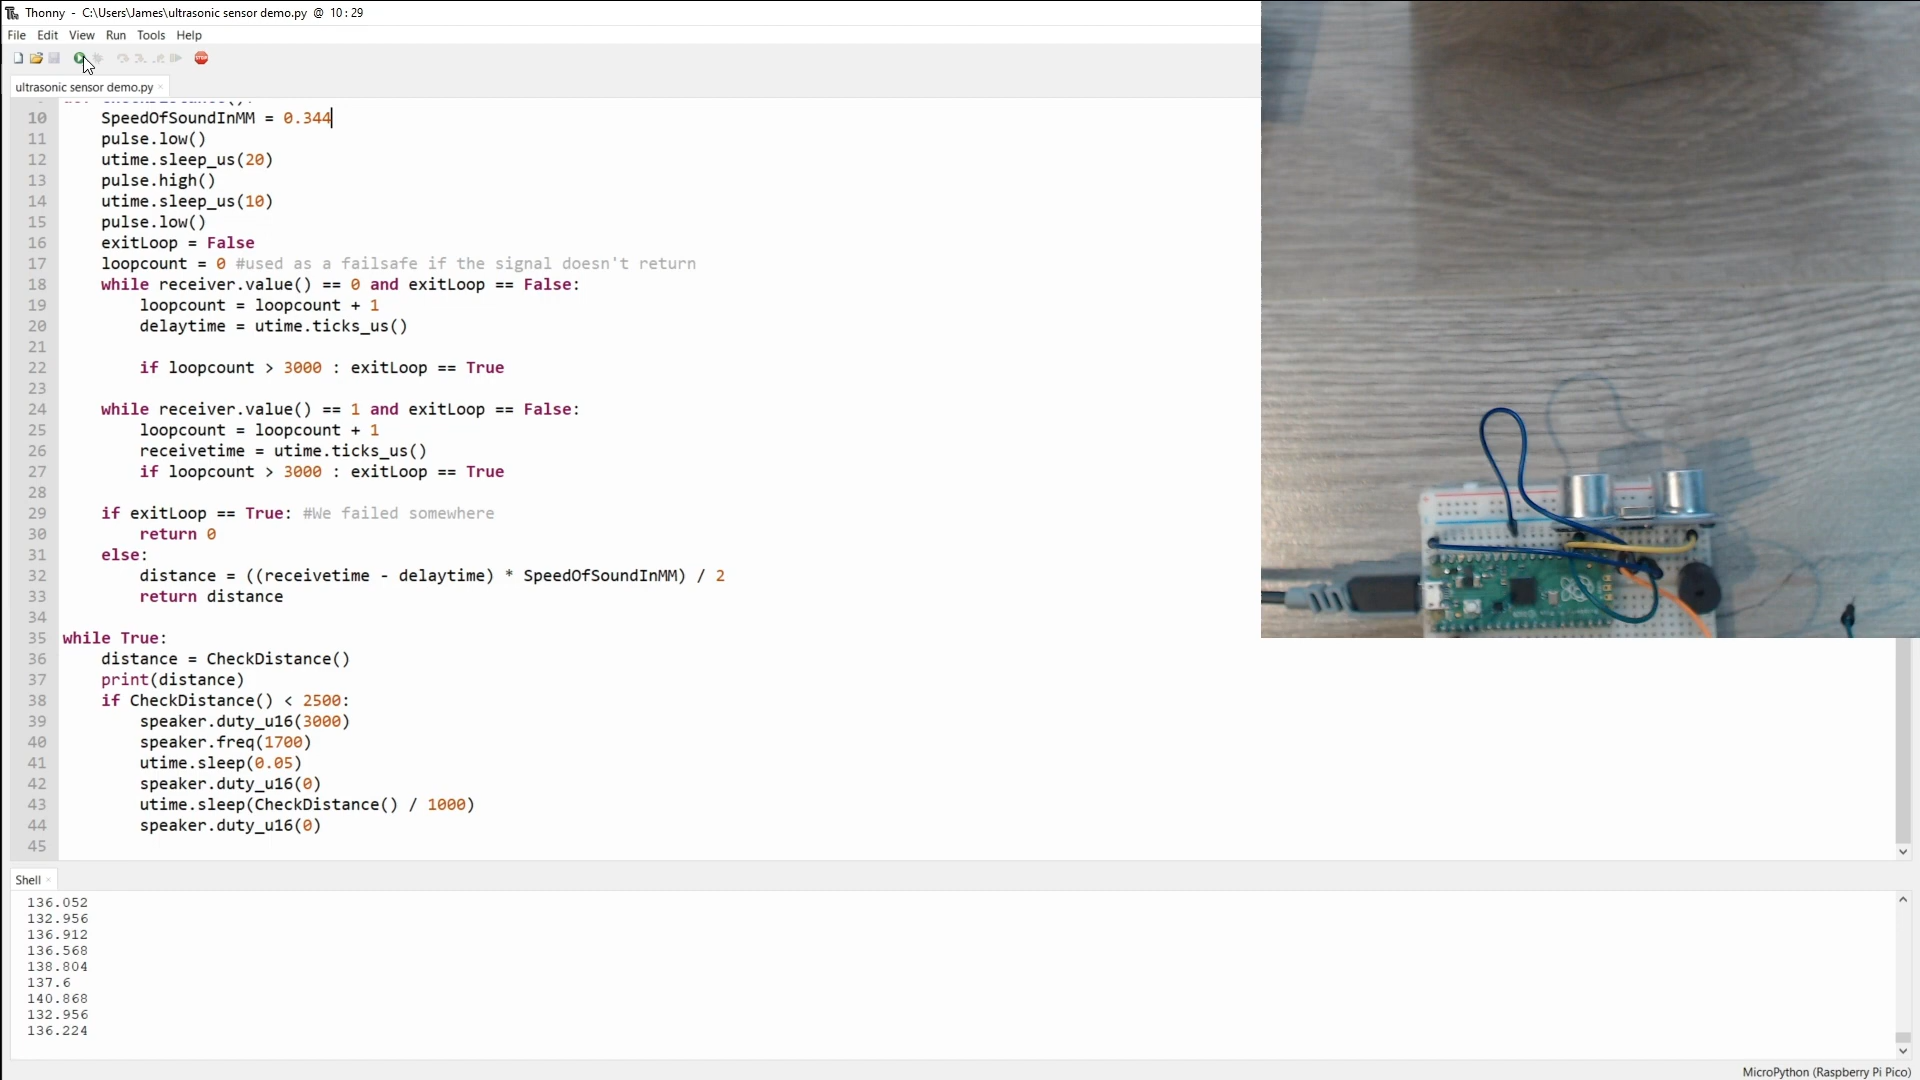 Thonny - C:\Users\James\ultrasonic sensor demo.py @ 10:29
File Edit View Run Tools Help
STOP
ultrasonic sensor demo.py ×
10 SpeedOfSoundInMM = 0.344
11 pulse.low()
12 utime.sleep_us(20)
13 pulse.high()
14 utime.sleep_us(10)
15 pulse.low()
16 exitLoop = False
17 loopcount = 0 #used as a failsafe if the signal doesn't return
18 while receiver.value() == 0 and exitLoop == False:
19 loopcount = loopcount + 1
20 delaytime = utime.ticks_us()
21
22 if loopcount > 3000 : exitLoop == True
23
24 while receiver.value() == 1 and exitLoop == False:
25 loopcount = loopcount + 1
26 receivetime = utime.ticks_us()
27 if loopcount > 3000 : exitLoop == True
28
29 if exitLoop == True: #We failed somewhere
30 return 0
31 else:
32 distance = ((receivetime - delaytime) * SpeedOfSoundInMM) / 2
33 return distance
34
35 while True:
36 distance = CheckDistance()
37 print(distance)
38 if CheckDistance() < 2500:
39 speaker.duty_u16(3000)
40 speaker.freq(1700)
41 utime.sleep(0.05)
42 speaker.duty_u16(0)
43 utime.sleep(CheckDistance() / 1000)
44 speaker.duty_u16(0)
45
Shell ×
136.052
132.956
136.912
136.568
138.804
137.6
140.868
132.956
136.224
MicroPython (Raspberry Pi Pico)